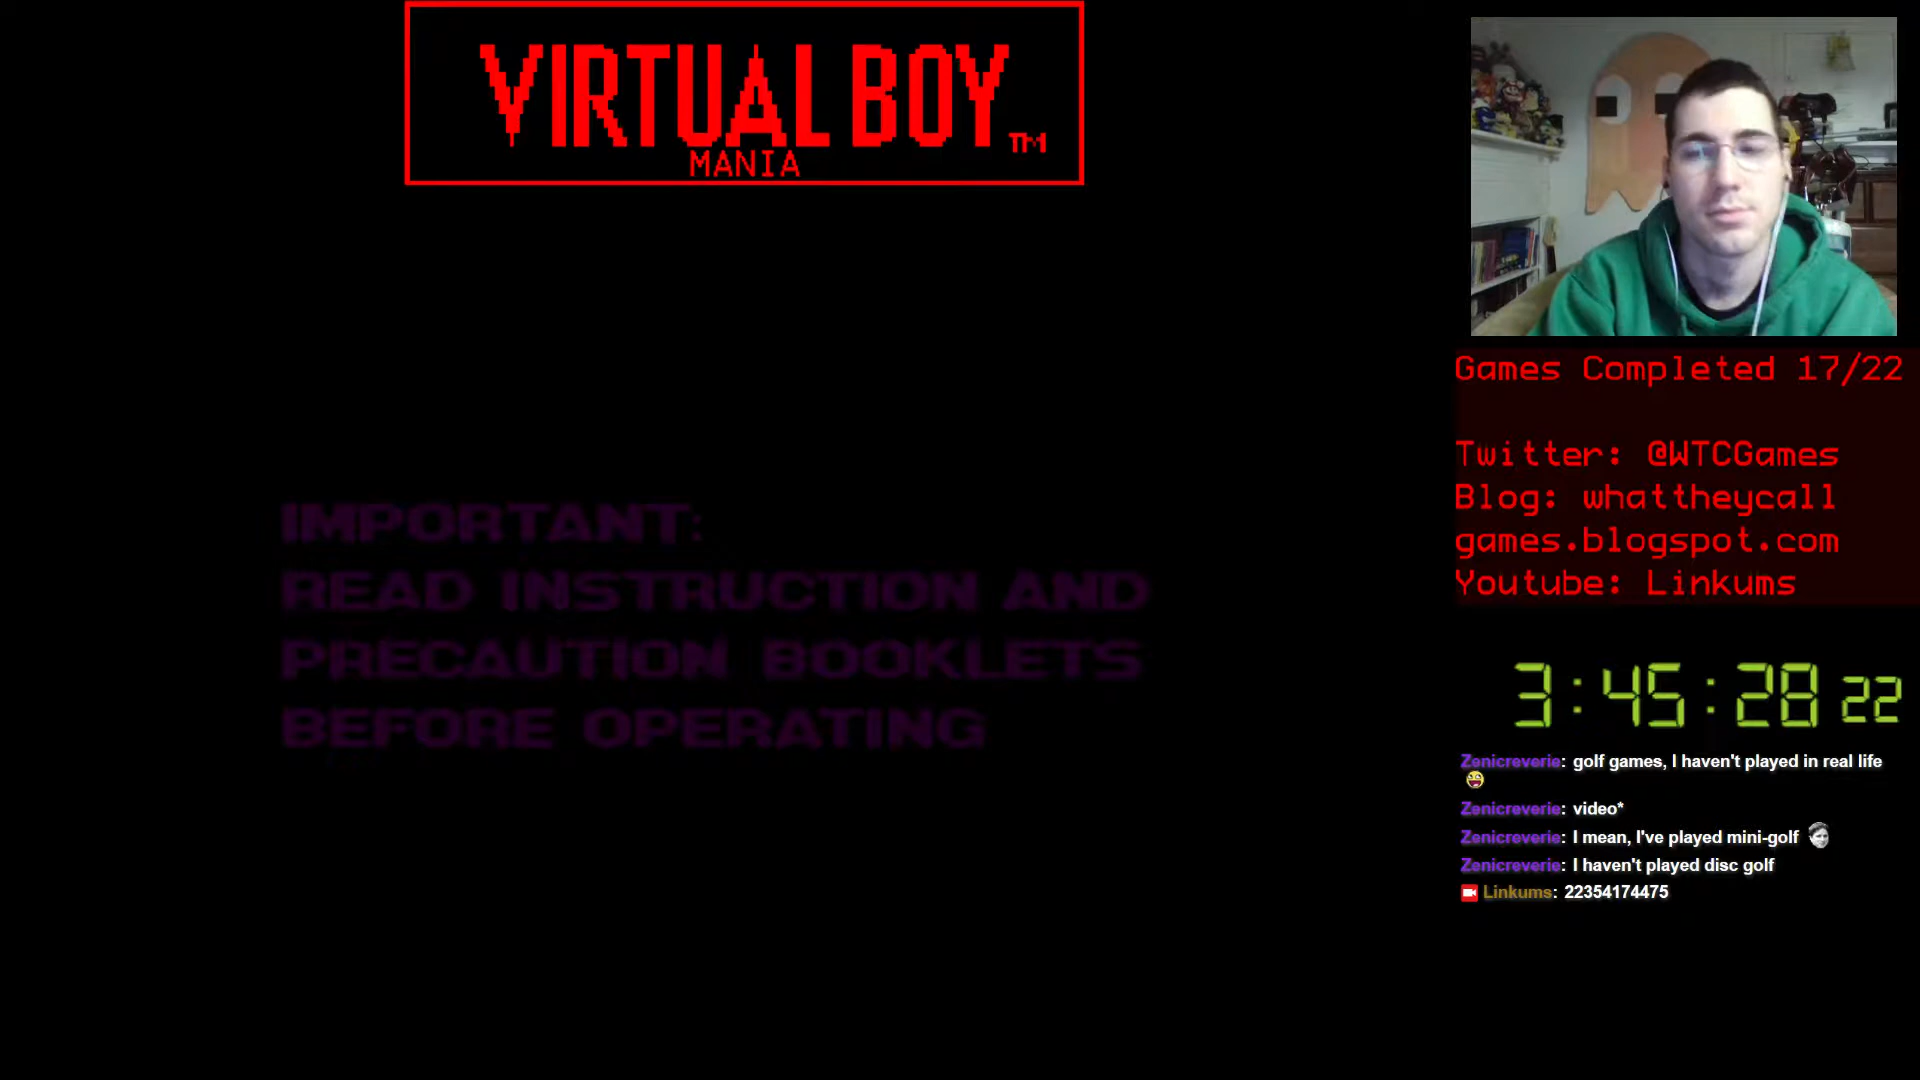 VIRTUAL BOY™
MANIA
IMPORTANT:
READ INSTRUCTION AND
PRECAUTION BOOKLETS
BEFORE OPERATING
Games Completed 17/22
Twitter: @WTCGames
Blog: whattheycall
games.blogspot.com
Youtube: Linkums
3:45:28 22
Zenicreverie: golf games, I haven't played in real life
Zenicreverie: video*
Zenicreverie: I mean, I've played mini-golf
Zenicreverie: I haven't played disc golf
Linkums: 22354174475